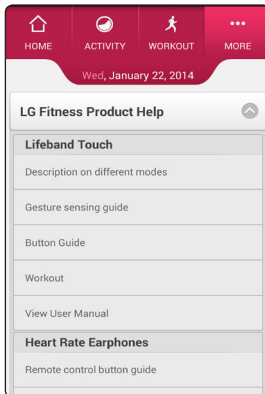 HOME ACTIVITY WORKOUT MORE
Wed, January 22, 2014
LG Fitness Product Help
Lifeband Touch
Description on different modes
Gesture sensing guide
Button Guide
Workout
View User Manual
Heart Rate Earphones
Remote control button guide